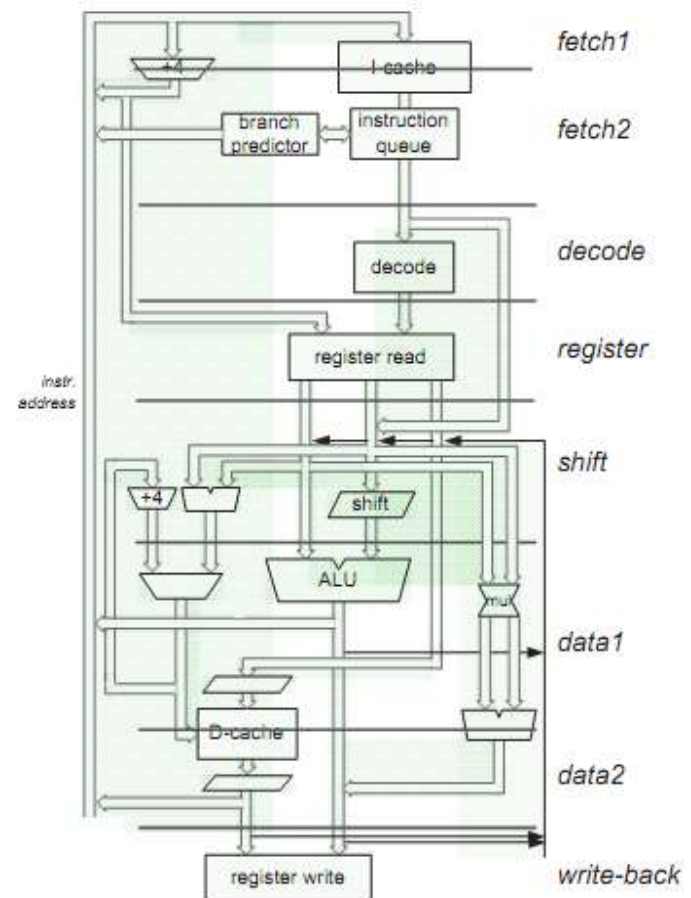 fetch1
+4
I-cache
branch
predictor
instruction
queue
fetch2
decode
decode
register read
register
instr.
address
shift
+4
shift
ALU
mul
data1
D-cache
data2
register write
write-back